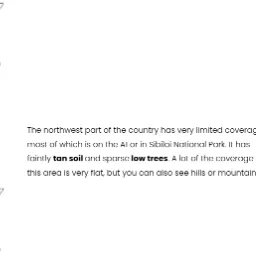 The northwest part of the country has very limited coverag
most of which is on the A1 or in Sibiloi National Park. It has
faintly tan soil and sparse low trees. A lot of the coverage
this area is very flat, but you can also see hills or mountain